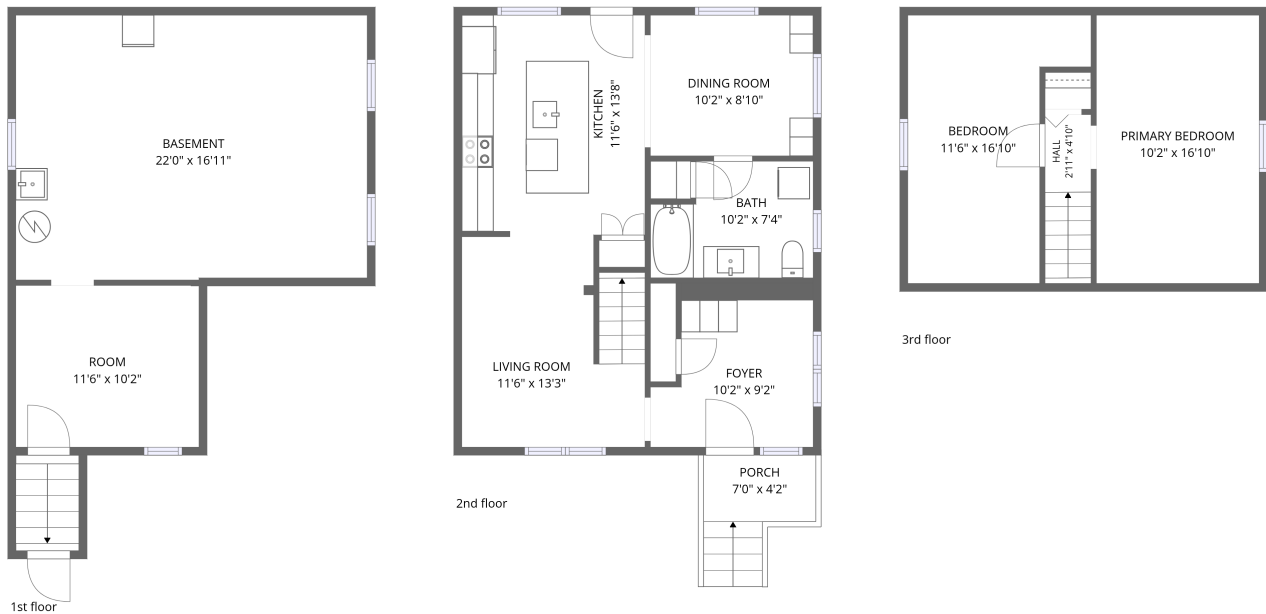 BASEMENT
22'0" x 16'11"
ROOM
11'6" x 10'2"
1st floor
KITCHEN
11'6" x 13'8"
DINING ROOM
10'2" x 8'10"
BATH
10'2" x 7'4"
LIVING ROOM
11'6" x 13'3"
FOYER
10'2" x 9'2"
PORCH
7'0" x 4'2"
2nd floor
BEDROOM
11'6" x 16'10"
HALL
2'11" x 4'10"
PRIMARY BEDROOM
10'2" x 16'10"
3rd floor